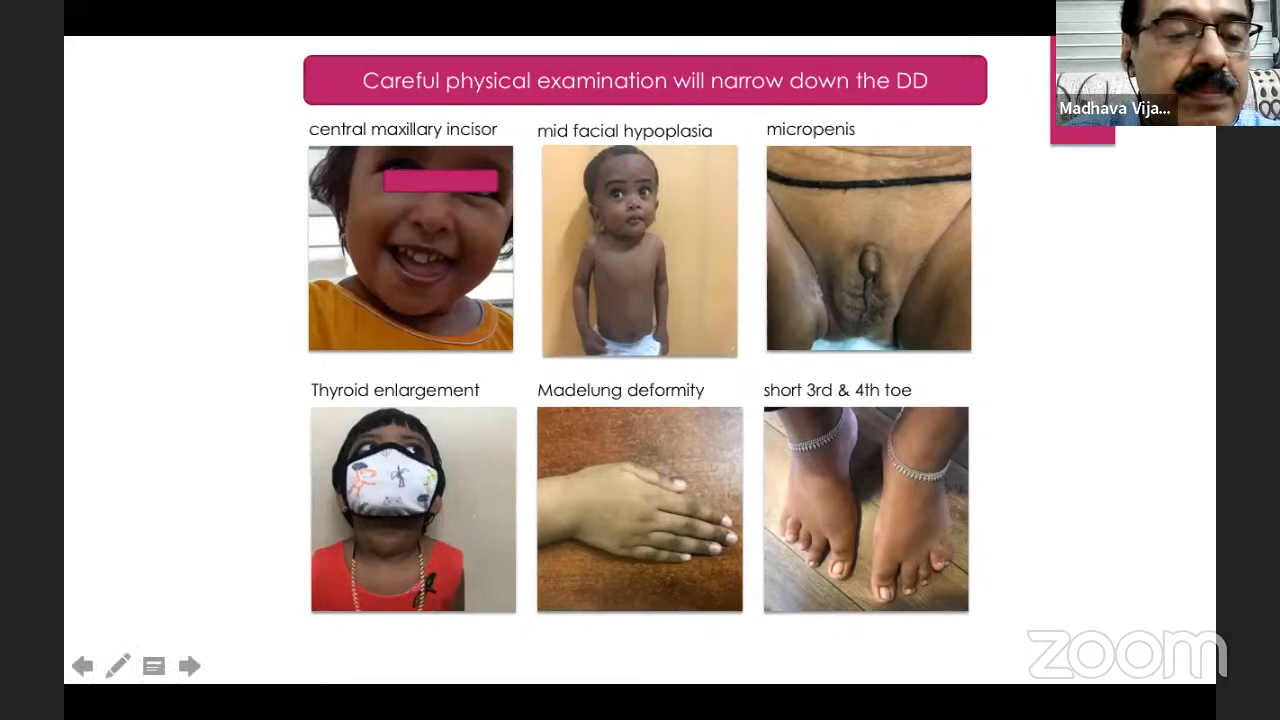 Careful physical examination will narrow down the DD
Madhava Vija...
central maxillary incisor
mid facial hypoplasia
micropenis
Thyroid enlargement
Madelung deformity
short 3rd & 4th toe
zoom